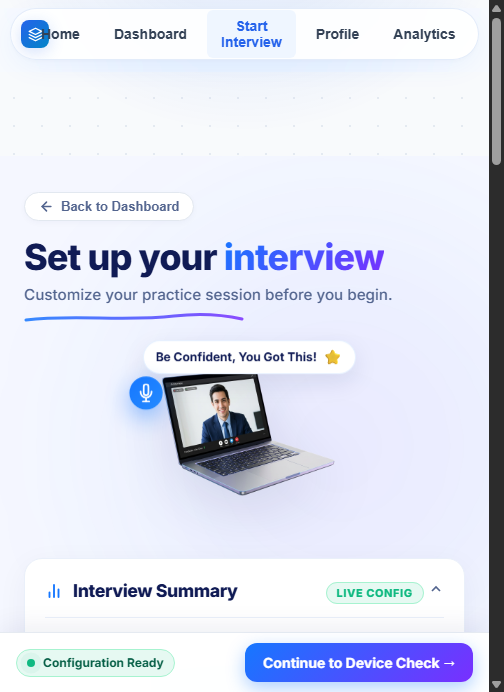 Home
Dashboard
Start
Interview
Profile
Analytics
Back to Dashboard
Set up your interview
Customize your practice session before you begin.
Be Confident, You Got This!
Interview Summary
LIVE CONFIG
Configuration Ready
Continue to Device Check →